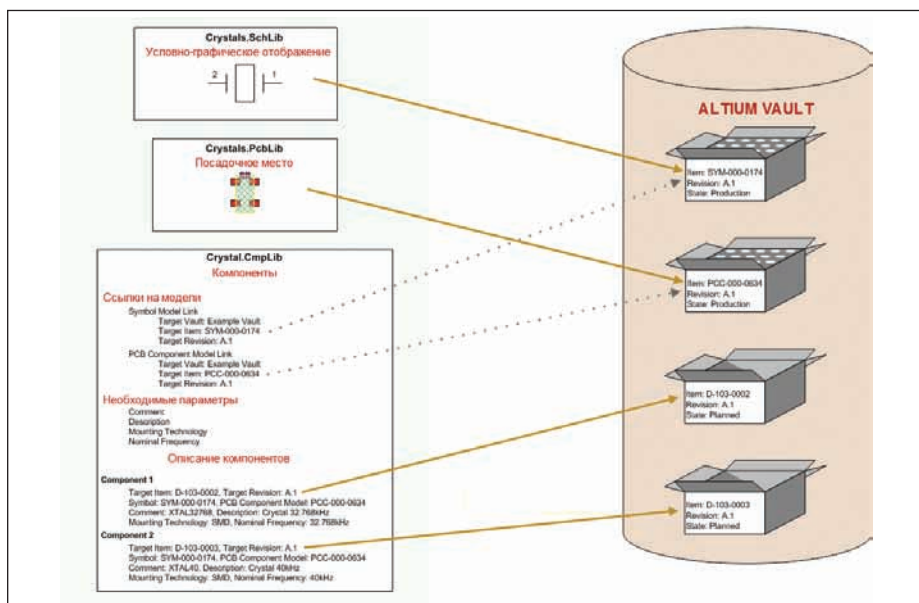 Crystals.SchLib
Условно-графическое отображение
2 1
Crystals.PcbLib
Посадочное место
Crystal.CmpLib
Компоненты
Ссылки на модели
Symbol Model Link
Target Vault: Example Vault
Target Item: SYM-000-0174
Target Revision: A.1
PCB Component Model Link
Target Vault: Example Vault
Target Item: PCC-000-0634
Target Revision: A.1
Необходимые параметры
Comment
Description
Mounting Technology
Nominal Frequency
Описание компонентов
Component 1
Target Item: D-103-0002, Target Revision: A.1
Symbol: SYM-000-0174, PCB Component Model: PCC-000-0634
Comment: XTAL32768, Description: Crystal 32.768kHz
Mounting Technology: SMD, Nominal Frequency: 32.768kHz
Component 2
Target Item: D-103-0003, Target Revision: A.1
Symbol: SYM-000-0174, PCB Component Model: PCC-000-0634
Comment: XTAL40, Description: Crystal 40kHz
Mounting Technology: SMD, Nominal Frequency: 40kHz
ALTIUM VAULT
Item: SYM-000-0174
Revision: A.1
State: Production
Item: PCC-000-0634
Revision: A.1
State: Production
Item: D-103-0002
Revision: A.1
State: Planned
Item: D-103-0003
Revision: A.1
State: Planned